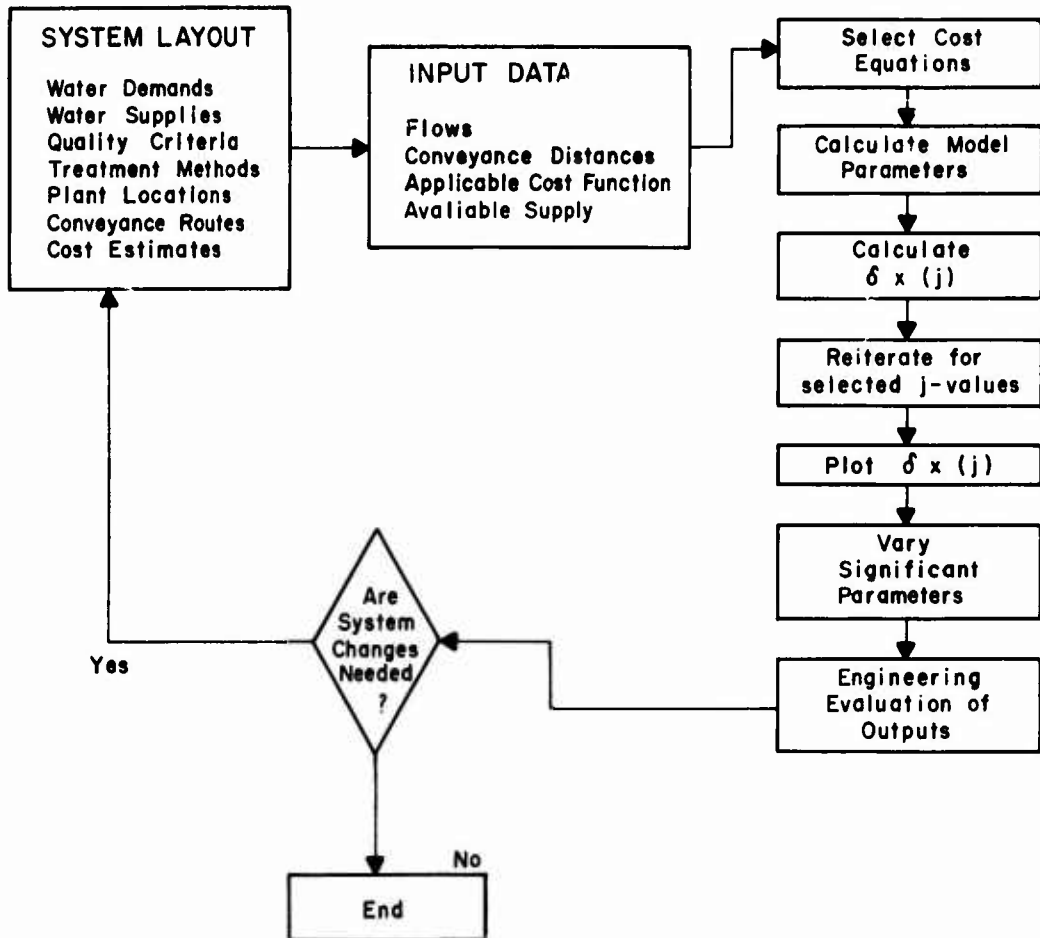 SYSTEM LAYOUT
Water Demands
Water Supplies
Quality Criteria
Treatment Methods
Plant Locations
Conveyance Routes
Cost Estimates
INPUT DATA
Flows
Conveyance Distances
Applicable Cost Function
Avaliable Supply
Select Cost
Equations
Calculate Model
Parameters
Calculate
δ x (j)
Reiterate for
selected j-values
Plot δ x (j)
Vary
Significant
Parameters
Engineering
Evaluation of
Outputs
Are
System
Changes
Needed
?
Yes
No
End